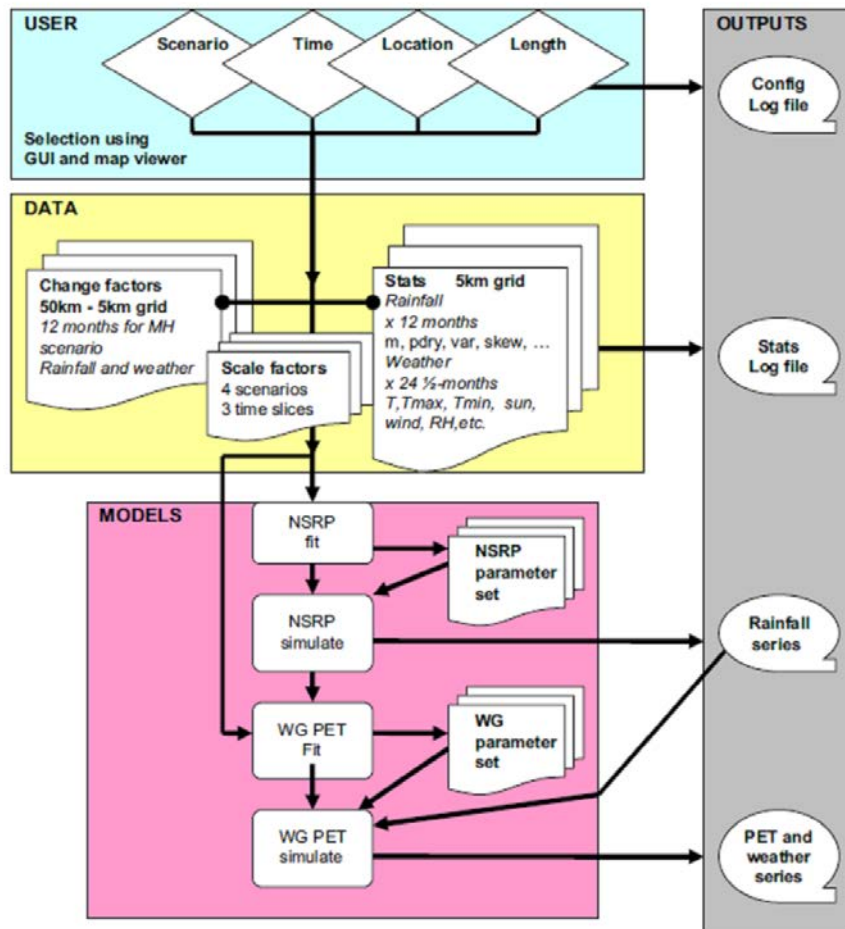 USER
Scenario
Time
Location
Length
Selection using
GUI and map viewer
OUTPUTS
Config
Log file
DATA
Change factors
50km - 5km grid
12 months for MH
scenario
Rainfall and weather
Scale factors
4 scenarios
3 time slices
Stats 5km grid
Rainfall
x 12 months
m, pdry, var, skew, ...
Weather
x 24 ½-months
T,Tmax, Tmin, sun,
wind, RH,etc.
Stats
Log file
MODELS
NSRP
fit
NSRP
parameter
set
NSRP
simulate
Rainfall
series
WG PET
Fit
WG
parameter
set
WG PET
simulate
PET and
weather
series